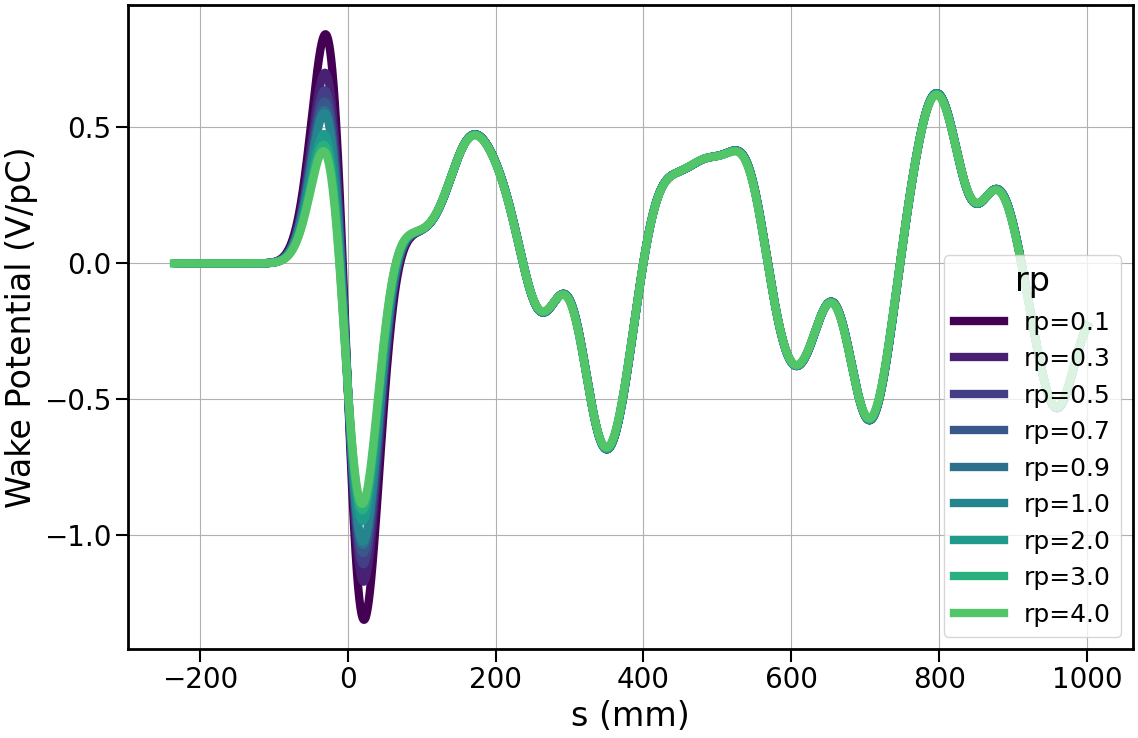 Wake Potential (V/pC)
0.5
0.0
−0.5
−1.0
−200
0
200
400
600
800
1000
s (mm)
rp
rp=0.1
rp=0.3
rp=0.5
rp=0.7
rp=0.9
rp=1.0
rp=2.0
rp=3.0
rp=4.0